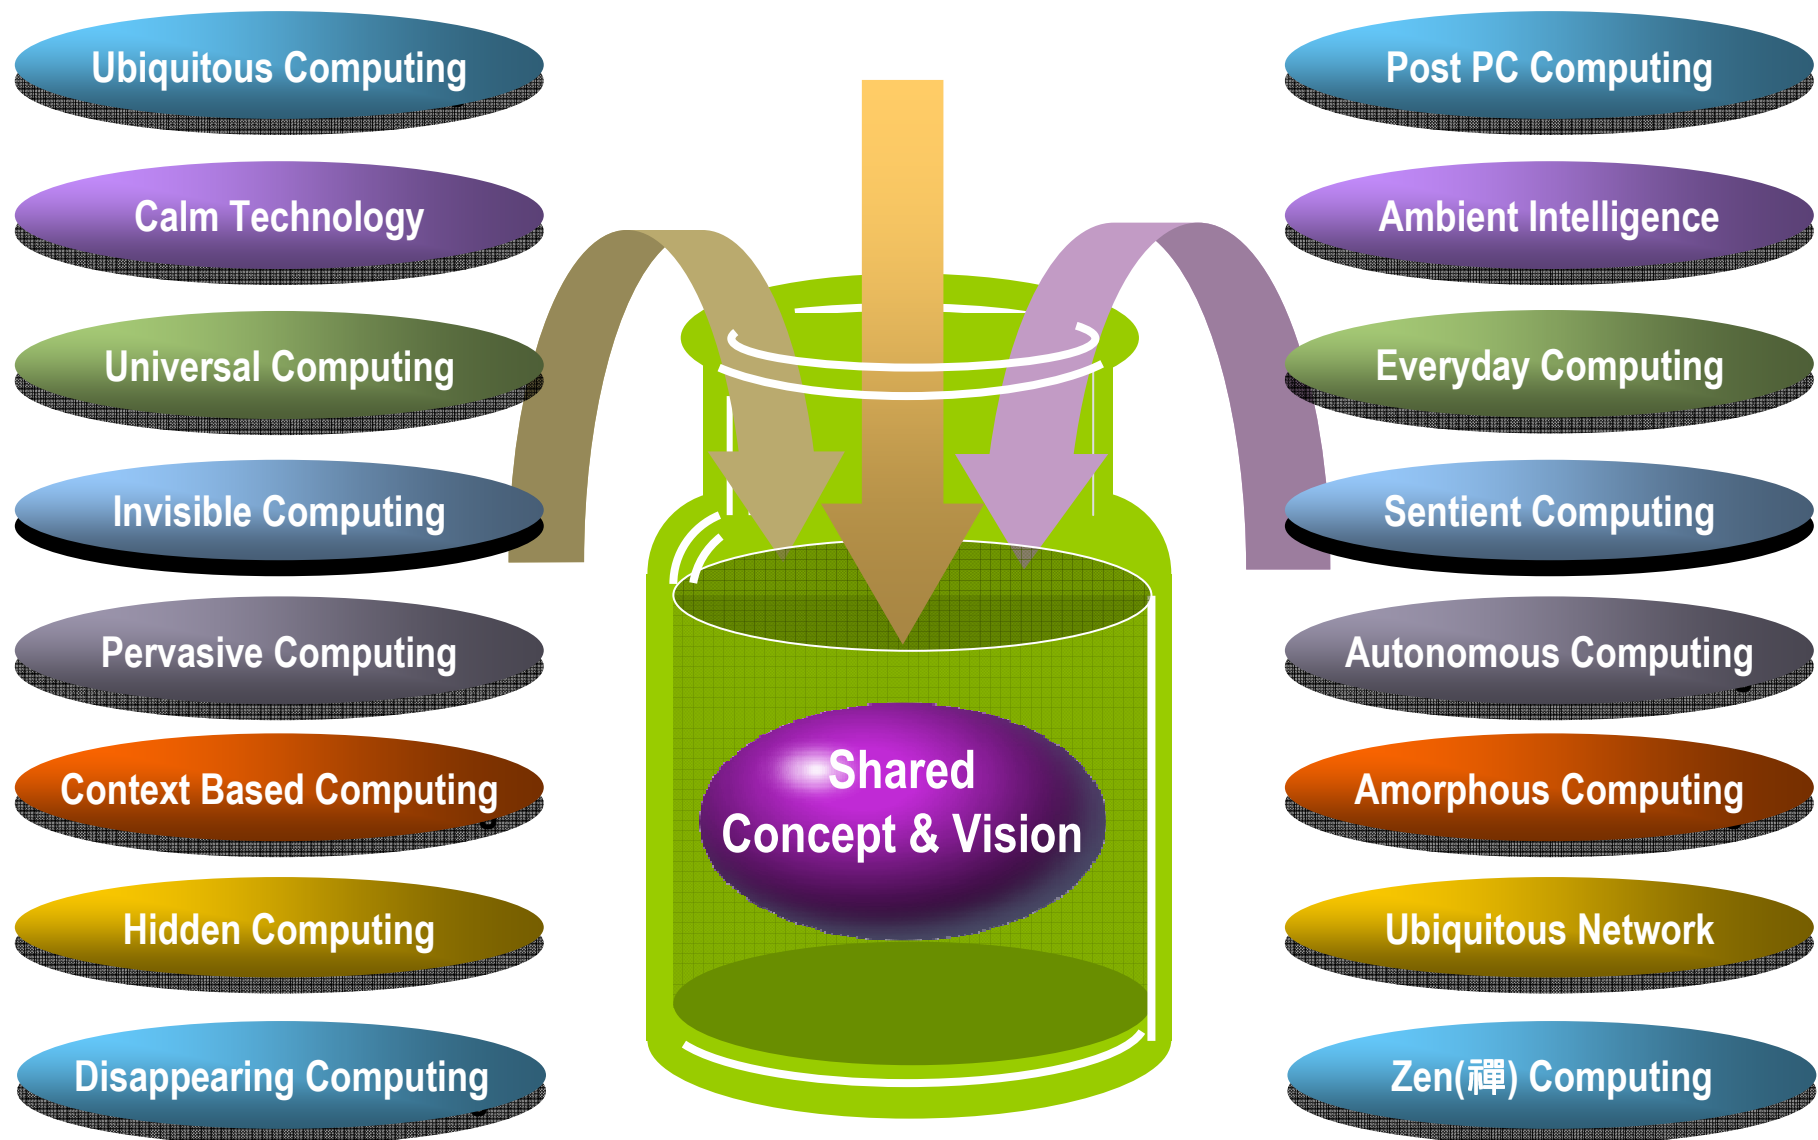 Ubiquitous Computing
Calm Technology
Universal Computing
Invisible Computing
Pervasive Computing
Context Based Computing
Hidden Computing
Disappearing Computing
Shared
Concept & Vision
Post PC Computing
Ambient Intelligence
Everyday Computing
Sentient Computing
Autonomous Computing
Amorphous Computing
Ubiquitous Network
Zen(禪) Computing